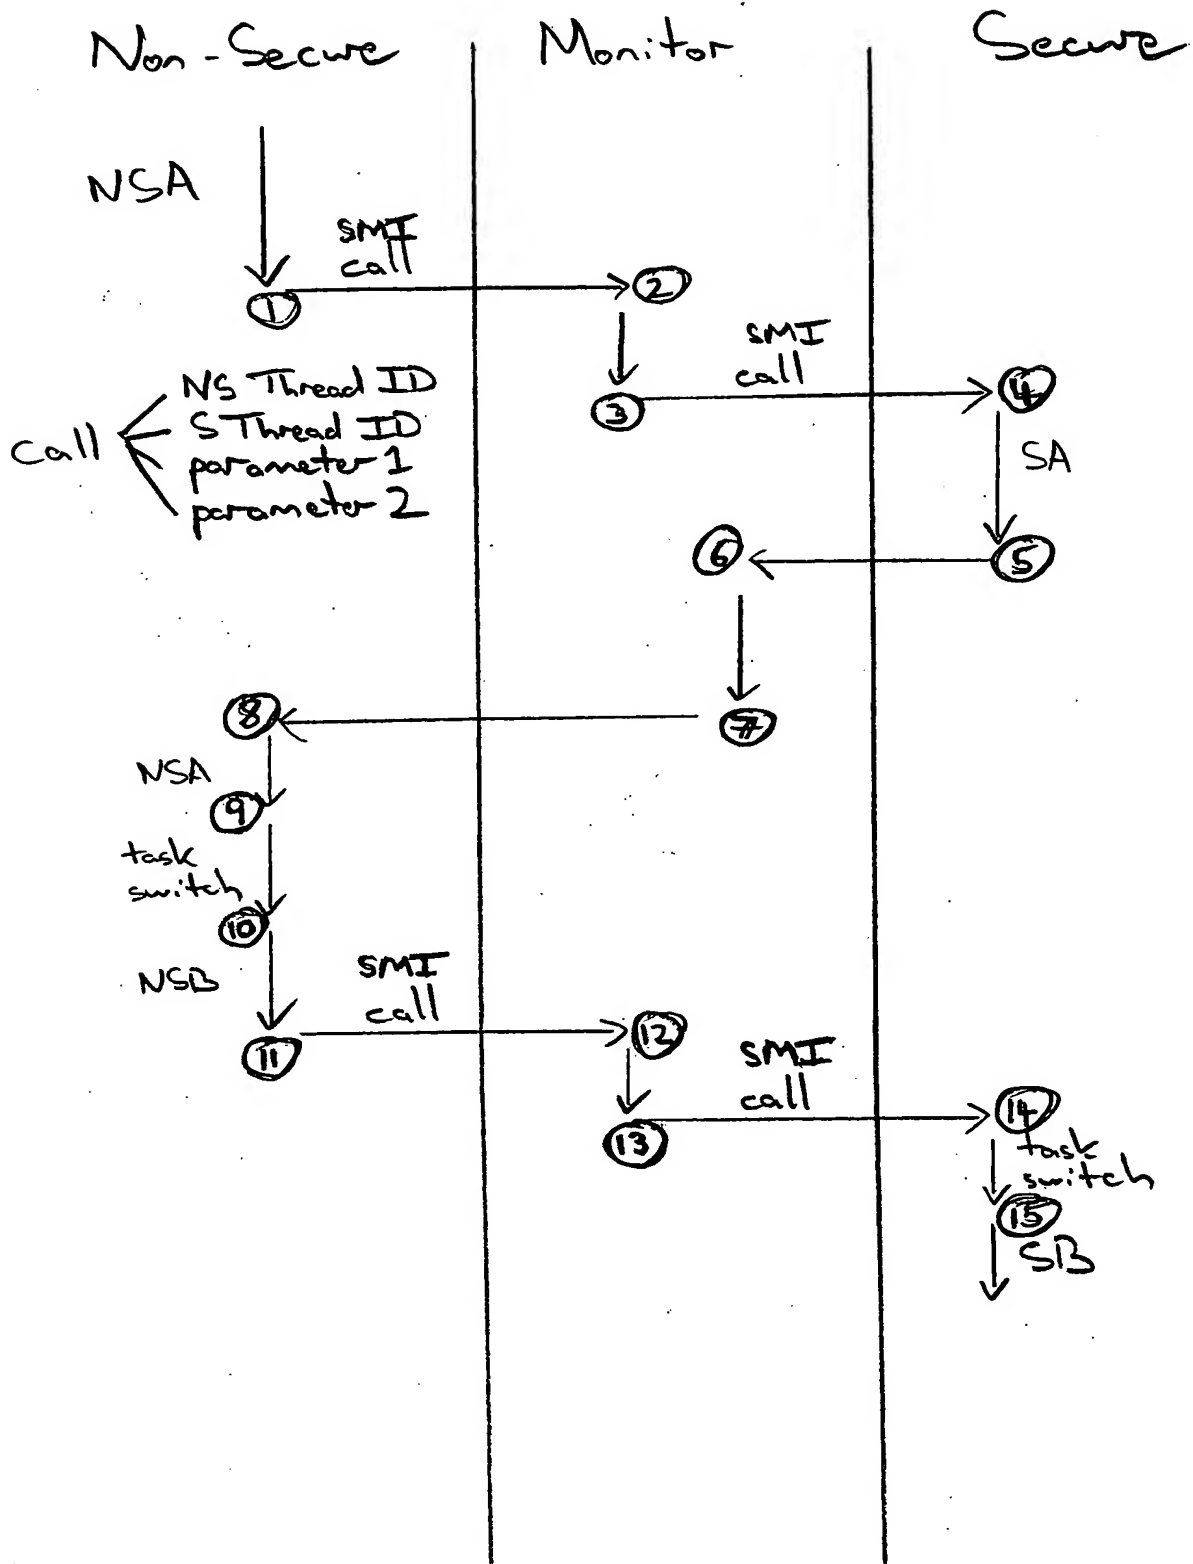 Non-Secure
Monitor
Secure
NSA
SMI
call
1
2
SMI
call
3
4
NS Thread ID
S Thread ID
call
parameter 1
parameter 2
SA
6
5
8
7
NSA
9
task
switch
10
NSB
SMI
call
11
12
SMI
call
13
14
task
switch
15
SB